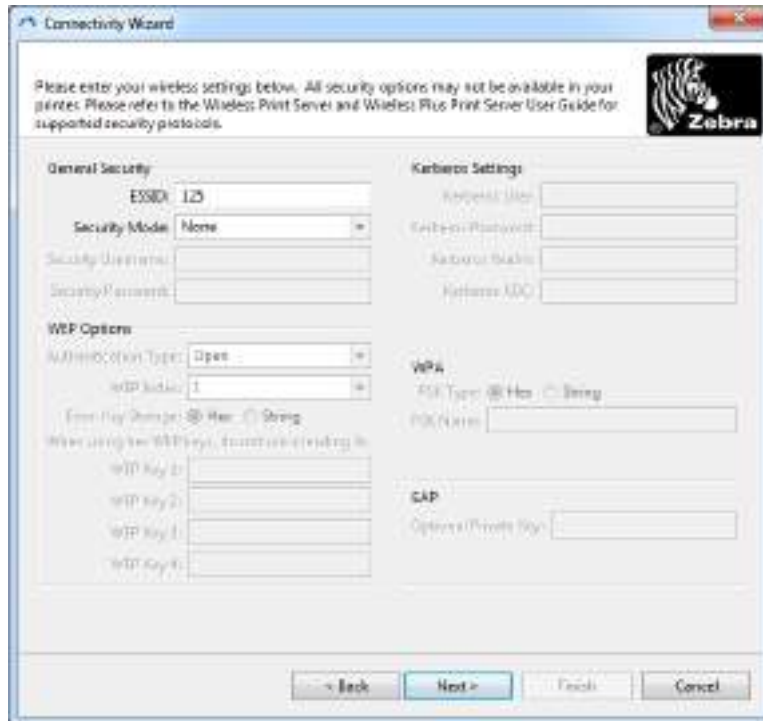 Connectivity Wizard
Please enter your wireless settings below. All security options may not be available in your
printer. Please refer to the Wireless Print Server and Wireless Plus Print Server User Guide for
supported security protocols.
Zebra
General Security
ESSID: 125
Security Mode: None
Security Username:
Security Password:
WEP Options
Authentication Type: Open
WEP Index: 1
Key Storage: Hex String
When using hex WEP keys,
WEP Key 1:
WEP Key 2:
WEP Key 3:
WEP Key 4:
Kerberos Settings
Kerberos User:
Kerberos Password:
Kerberos Realm:
Kerberos KDC:
WPA
PSK Type: Hex String
PSK Name:
EAP
Optional Private Key:
< Back
Next >
Finish
Cancel